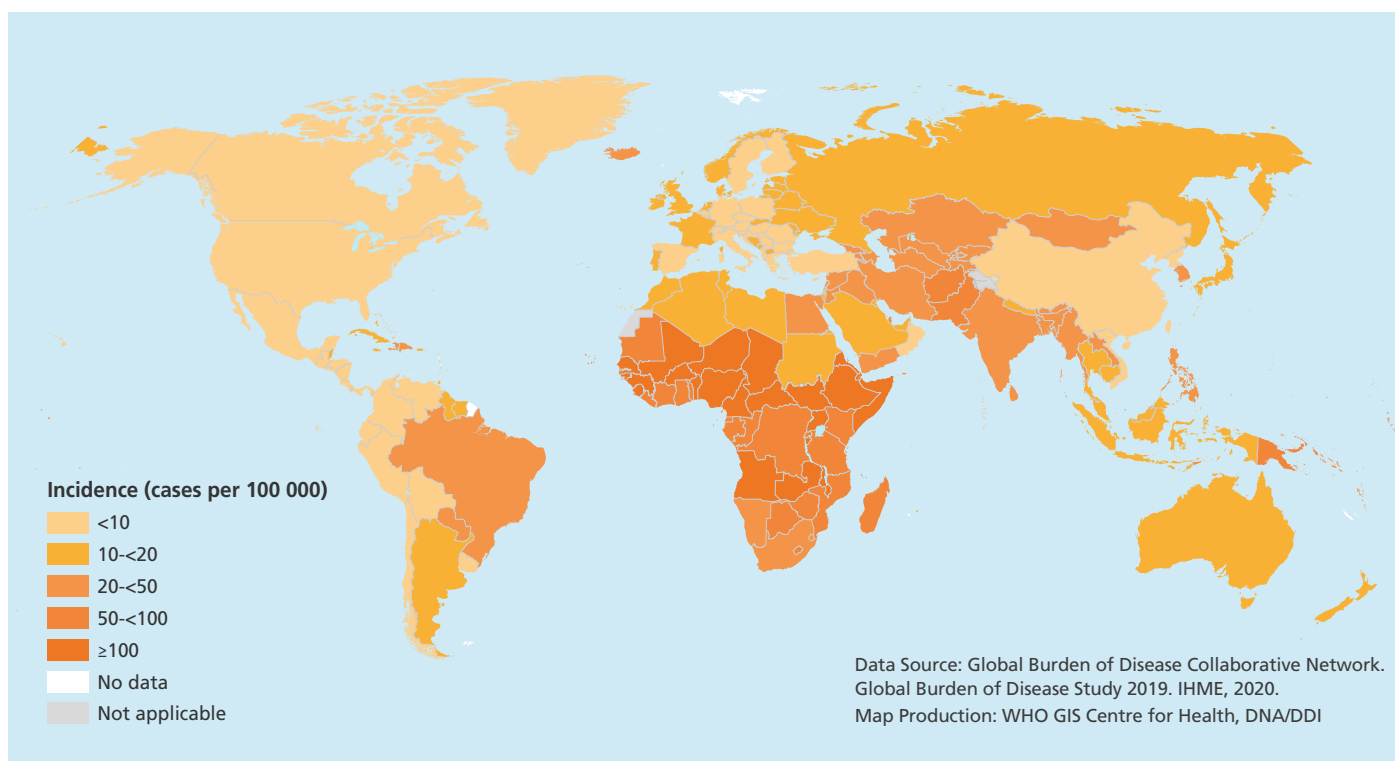 Incidence (cases per 100 000)
<10
10-<20
20-<50
50-<100
≥100
No data
Not applicable
Data Source: Global Burden of Disease Collaborative Network.
Global Burden of Disease Study 2019. IHME, 2020.
Map Production: WHO GIS Centre for Health, DNA/DDI